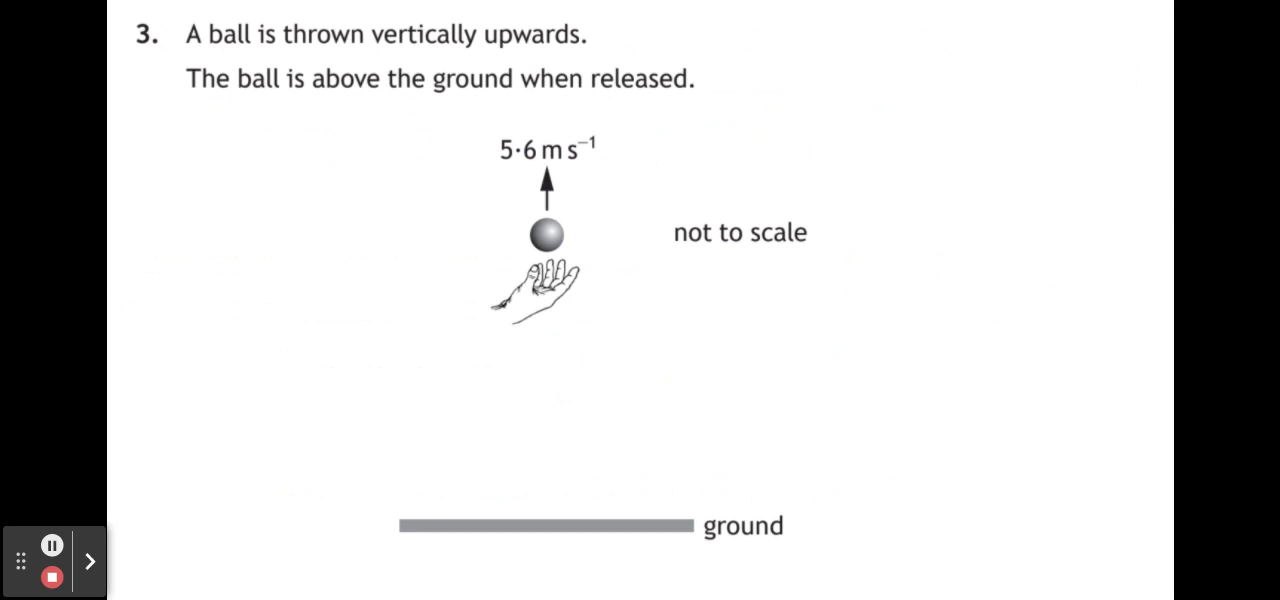 3. A ball is thrown vertically upwards.
The ball is above the ground when released.
5·6 m s⁻¹
not to scale
ground